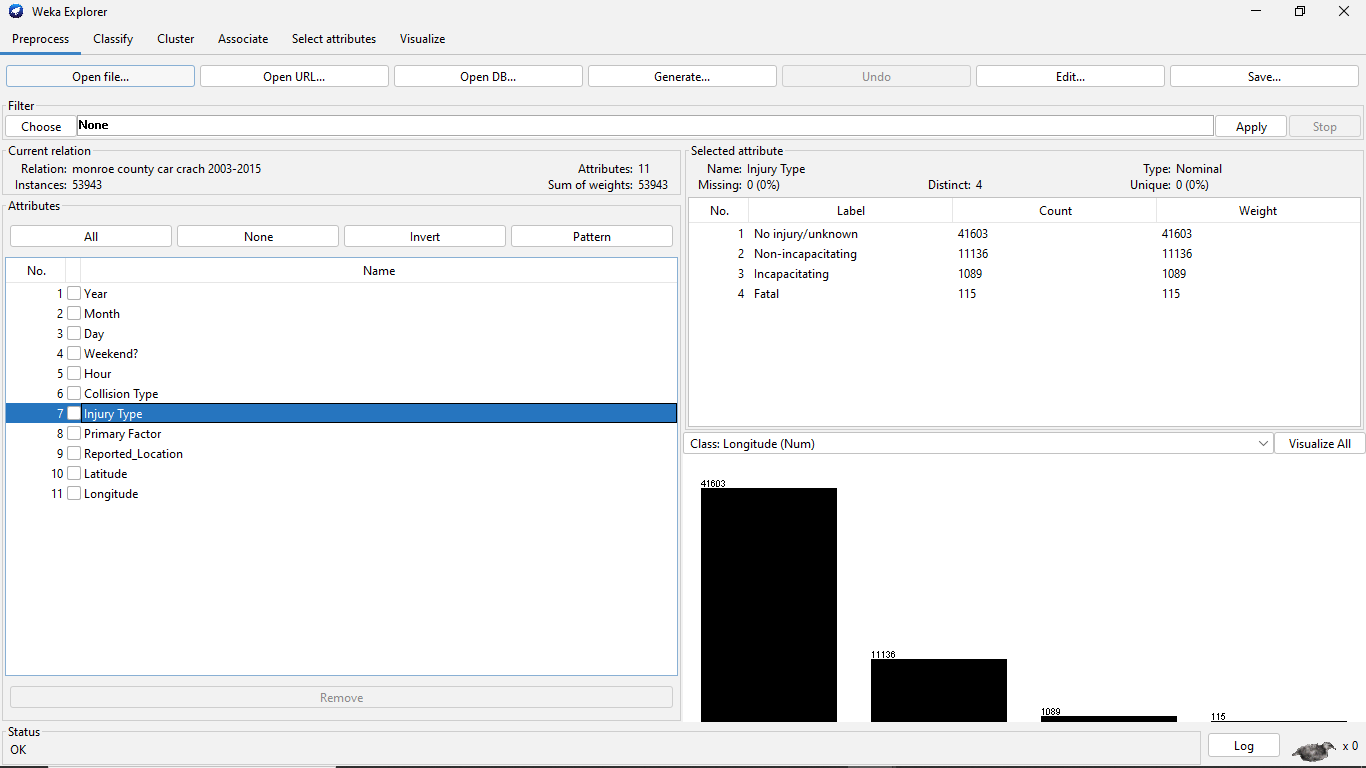 Weka Explorer
Preprocess Classify Cluster Associate Select attributes Visualize
Open file... Open URL... Open DB... Generate... Undo Edit... Save...
Filter
Choose None Apply Stop
Current relation
Relation: monroe county car crach 2003-2015 Attributes: 11
Instances: 53943 Sum of weights: 53943
Attributes
All None Invert Pattern
No. Name
1 Year
2 Month
3 Day
4 Weekend?
5 Hour
6 Collision Type
7 Injury Type
8 Primary Factor
9 Reported_Location
10 Latitude
11 Longitude
Remove
Selected attribute
Name: Injury Type Type: Nominal
Missing: 0 (0%) Distinct: 4 Unique: 0 (0%)
No. Label Count Weight
1 No injury/unknown 41603 41603
2 Non-incapacitating 11136 11136
3 Incapacitating 1089 1089
4 Fatal 115 115
Class: Longitude (Num) Visualize All
41603
11136
1089
115
Status
OK
Log x 0